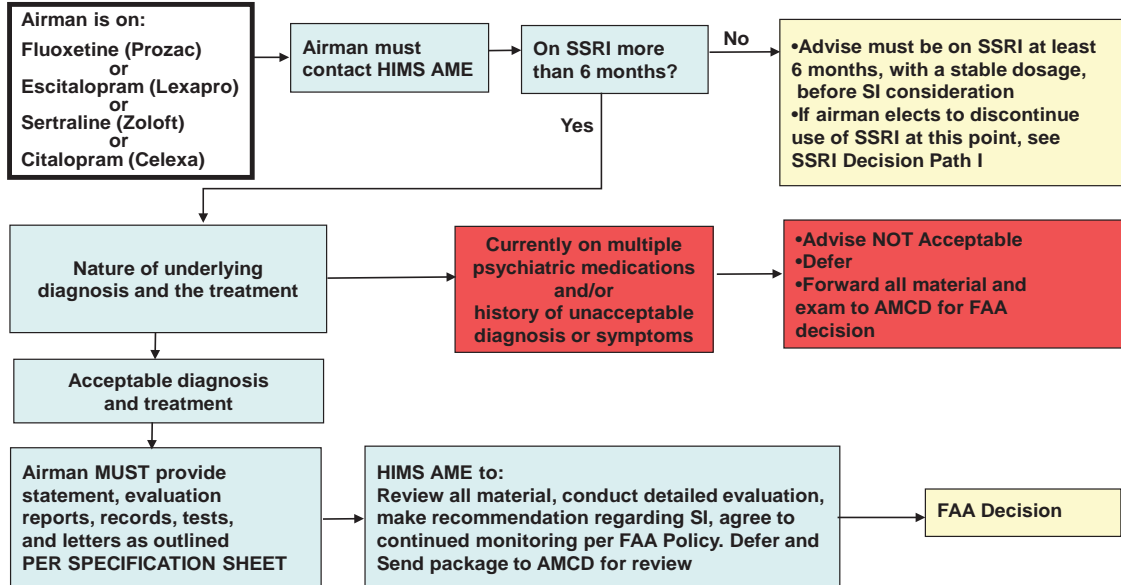 Airman is on:
Fluoxetine (Prozac)
or
Escitalopram (Lexapro)
or
Sertraline (Zoloft)
or
Citalopram (Celexa)
Airman must
contact HIMS AME
On SSRI more
than 6 months?
No
•Advise must be on SSRI at least
6 months, with a stable dosage,
before SI consideration
•If airman elects to discontinue
use of SSRI at this point, see
SSRI Decision Path I
Yes
Nature of underlying
diagnosis and the treatment
Currently on multiple
psychiatric medications
and/or
history of unacceptable
diagnosis or symptoms
•Advise NOT Acceptable
•Defer
•Forward all material and
exam to AMCD for FAA
decision
Acceptable diagnosis
and treatment
Airman MUST provide
statement, evaluation
reports, records, tests,
and letters as outlined
PER SPECIFICATION SHEET
HIMS AME to:
Review all material, conduct detailed evaluation,
make recommendation regarding SI, agree to
continued monitoring per FAA Policy. Defer and
Send package to AMCD for review
FAA Decision